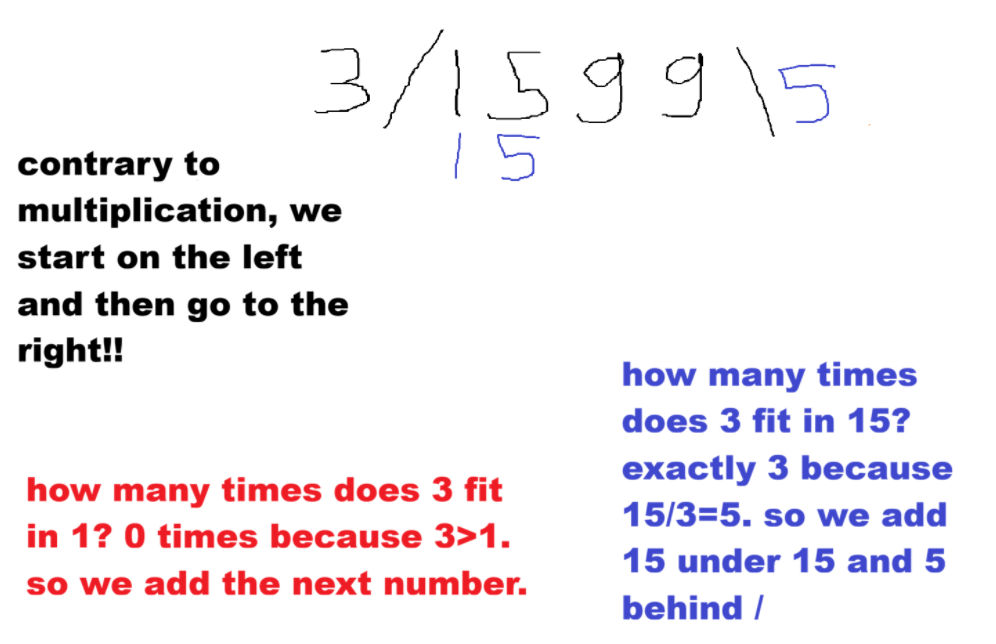 3/1599\5
15
contrary to
multiplication, we
start on the left
and then go to the
right!!
how many times does 3 fit
in 1? 0 times because 3>1.
so we add the next number.
how many times
does 3 fit in 15?
exactly 3 because
15/3=5. so we add
15 under 15 and 5
behind /